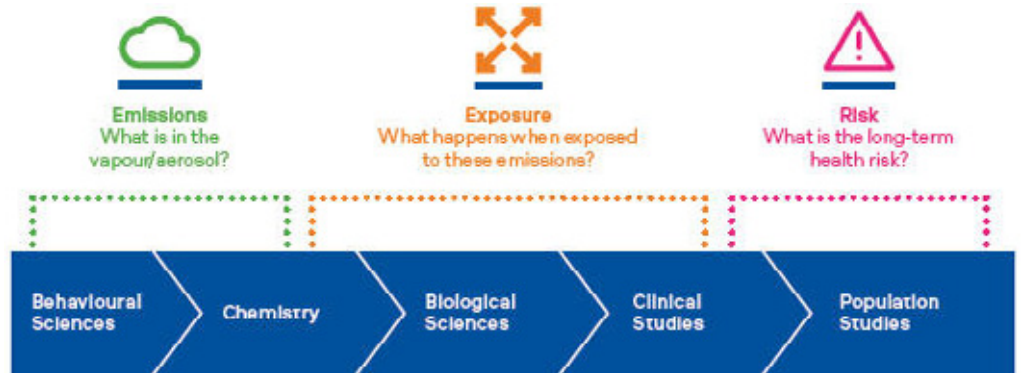 Emissions
What is in the
vapour/aerosol?
Exposure
What happens when exposed
to these emissions?
Risk
What is the long-term
health risk?
Behavioural
Sciences
Chemistry
Biological
Sciences
Clinical
Studies
Population
Studies